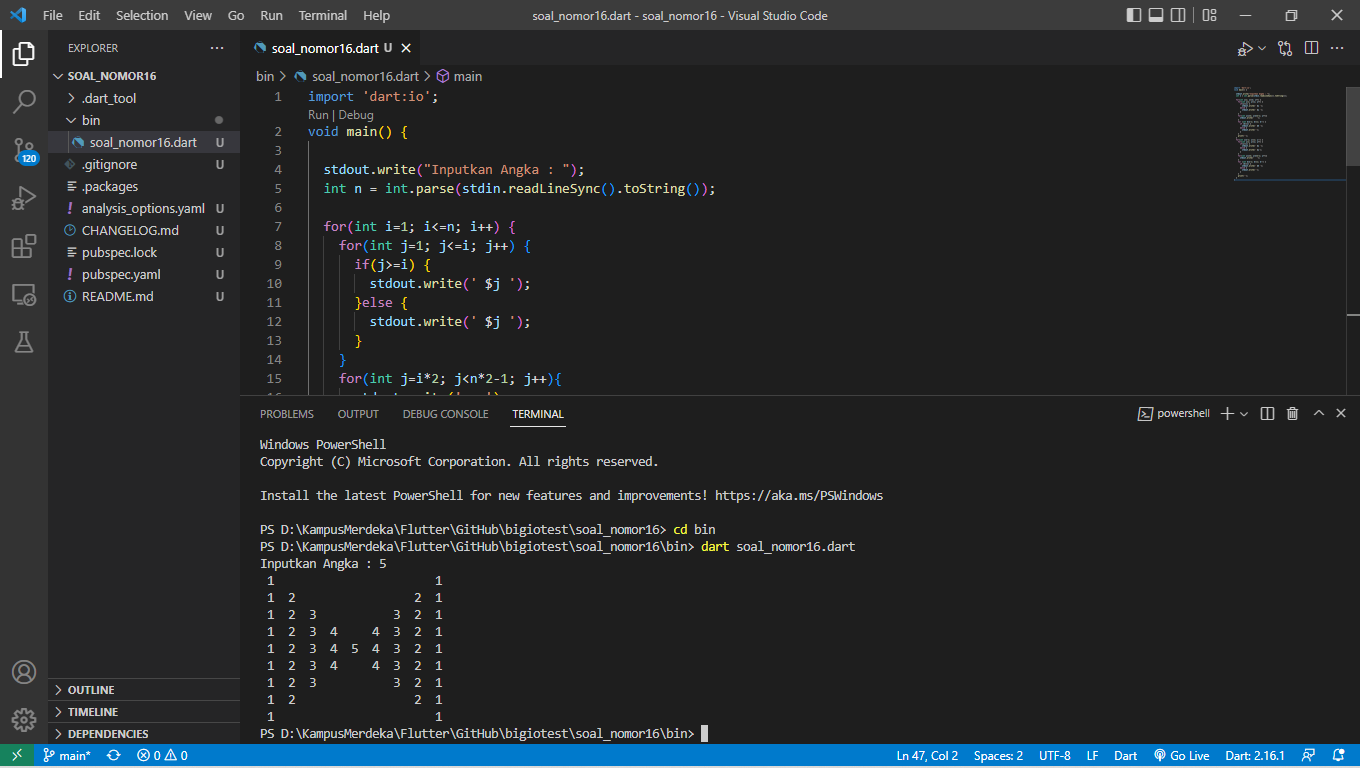 File Edit Selection View Go Run Terminal Help soal_nomor16.dart - soal_nomor16 - Visual Studio Code
EXPLORER
SOAL_NOMOR16
.dart_tool
bin
soal_nomor16.dart U
.gitignore U
.packages
! analysis_options.yaml U
CHANGELOG.md U
pubspec.lock U
! pubspec.yaml U
README.md U
120
OUTLINE
TIMELINE
DEPENDENCIES
soal_nomor16.dart U
bin > soal_nomor16.dart > main
1 import 'dart:io';
Run | Debug
2 void main() {
3
4 stdout.write("Inputkan Angka : ");
5 int n = int.parse(stdin.readLineSync().toString());
6
7 for(int i=1; i<=n; i++) {
8 for(int j=1; j<=i; j++) {
9 if(j>=i) {
10 stdout.write(' $j ');
11 }else {
12 stdout.write(' $j ');
13 }
14 }
15 for(int j=i*2; j<n*2-1; j++){
PROBLEMS OUTPUT DEBUG CONSOLE TERMINAL powershell
Windows PowerShell
Copyright (C) Microsoft Corporation. All rights reserved.
Install the latest PowerShell for new features and improvements! https://aka.ms/PSWindows
PS D:\KampusMerdeka\Flutter\GitHub\bigiotest\soal_nomor16> cd bin
PS D:\KampusMerdeka\Flutter\GitHub\bigiotest\soal_nomor16\bin> dart soal_nomor16.dart
Inputkan Angka : 5
1                       1
1  2                 2  1
1  2  3           3  2  1
1  2  3  4     4  3  2  1
1  2  3  4  5  4  3  2  1
1  2  3  4     4  3  2  1
1  2  3           3  2  1
1  2                 2  1
1                       1
PS D:\KampusMerdeka\Flutter\GitHub\bigiotest\soal_nomor16\bin>
main* 0 0 Ln 47, Col 2 Spaces: 2 UTF-8 LF Dart Go Live Dart: 2.16.1